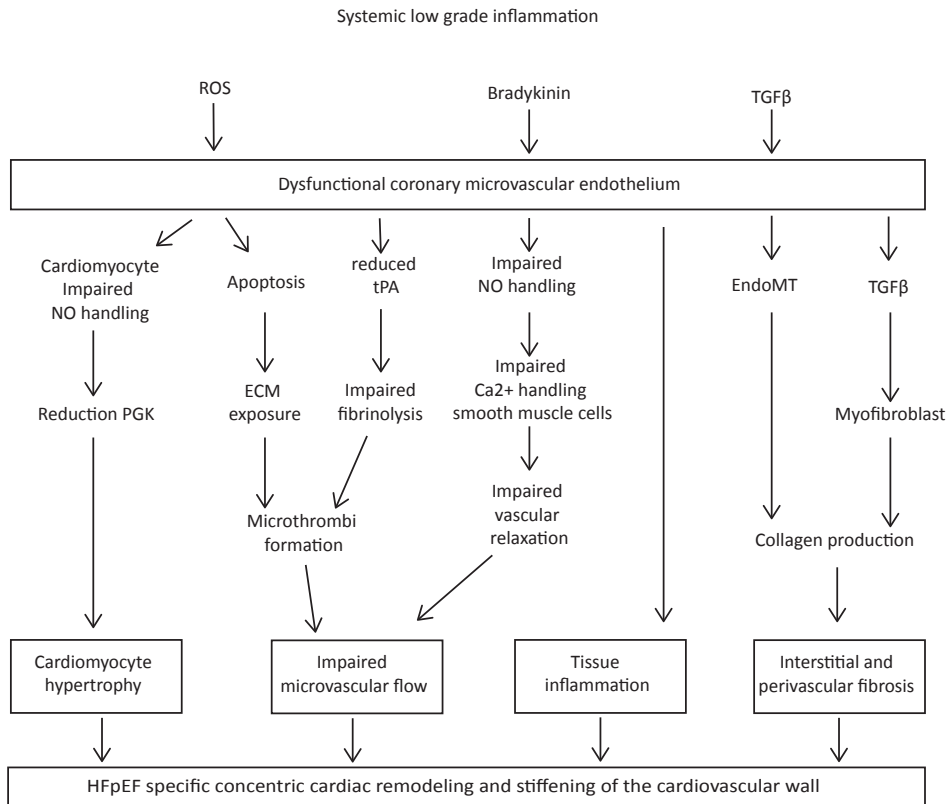 Systemic low grade inflammation
ROS
Bradykinin
TGFβ
Dysfunctional coronary microvascular endothelium
Cardiomyocyte
Impaired
NO handling
Apoptosis
reduced
tPA
Impaired
NO handling
EndoMT
TGFβ
Reduction PGK
ECM
exposure
Impaired
fibrinolysis
Impaired
Ca2+ handling
smooth muscle cells
Myofibroblast
Microthrombi
formation
Impaired
vascular
relaxation
Collagen production
Cardiomyocyte
hypertrophy
Impaired
microvascular flow
Tissue
inflammation
Interstitial and
perivascular fibrosis
HFpEF specific concentric cardiac remodeling and stiffening of the cardiovascular wall